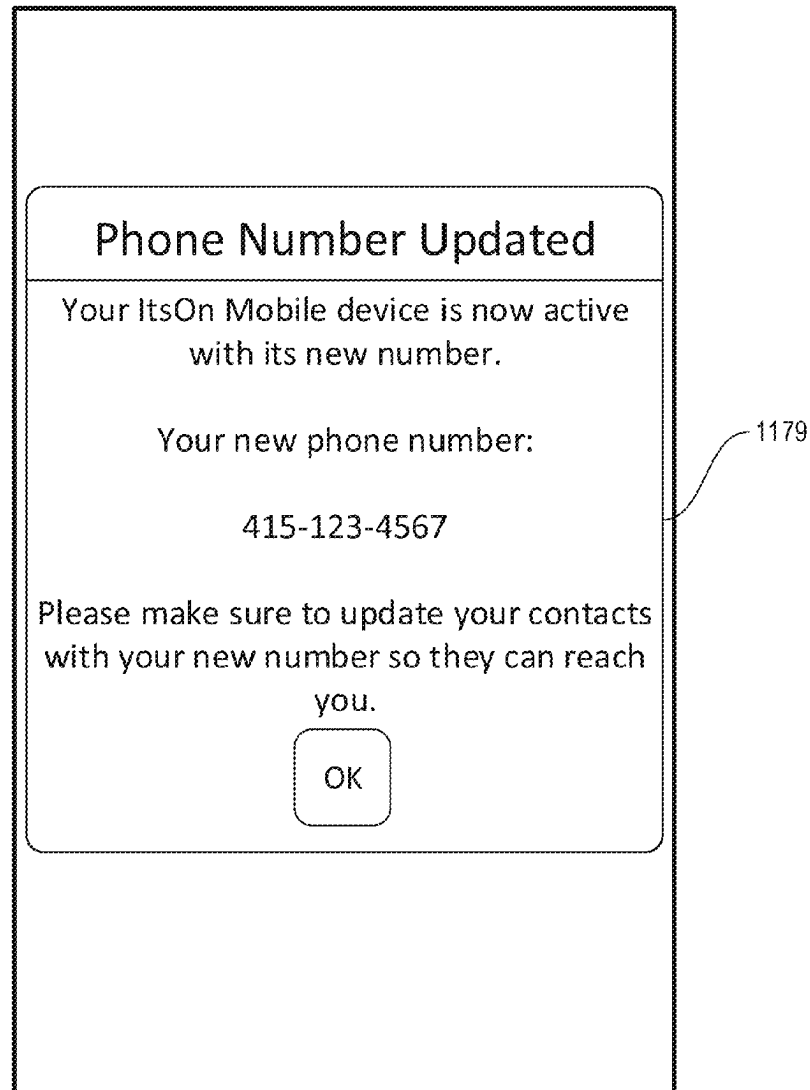 Phone Number Updated
Your ItsOn Mobile device is now active
with its new number.
Your new phone number:
1179
415-123-4567
Please make sure to update your contacts
with your new number so they can reach
you.
OK